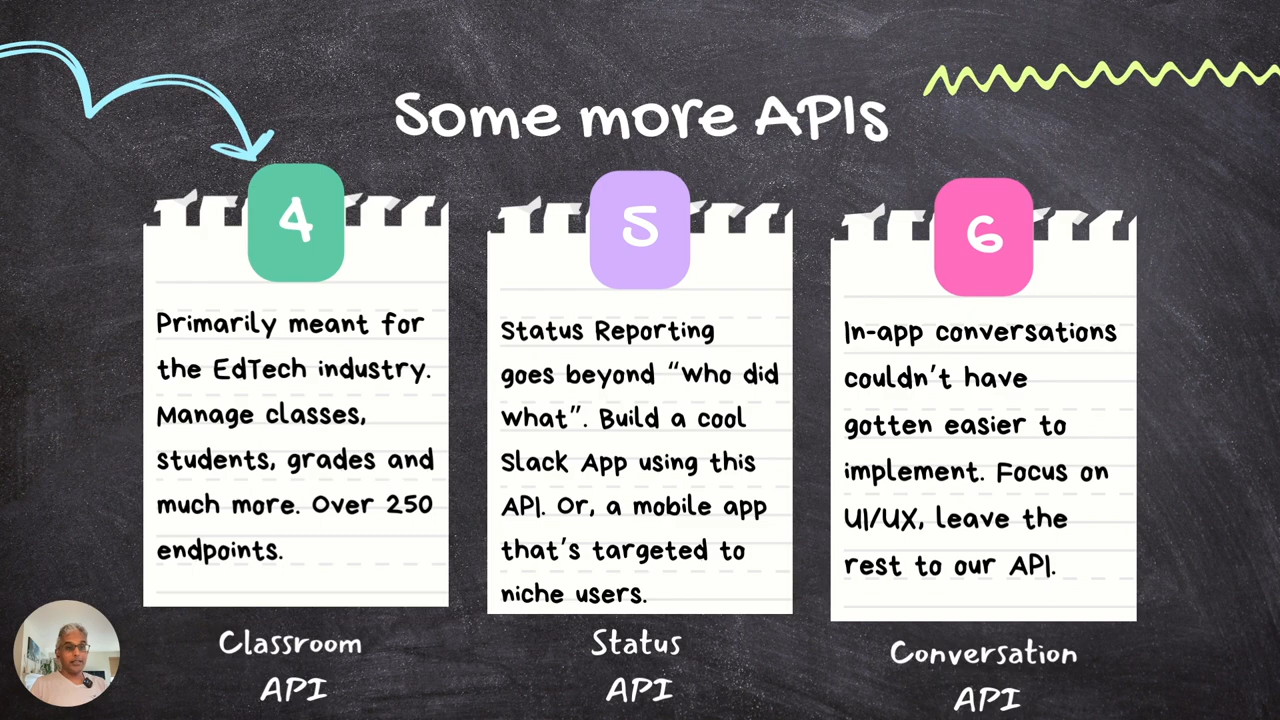 Some more APIs
4
Primarily meant for
the EdTech industry.
Manage classes,
students, grades and
much more. Over 250
endpoints.
Classroom
API
5
Status Reporting
goes beyond “who did
what”. Build a cool
Slack App using this
API. Or, a mobile app
that’s targeted to
niche users.
Status
API
6
In-app conversations
couldn’t have
gotten easier to
implement. Focus on
UI/UX, leave the
rest to our API.
Conversation
API